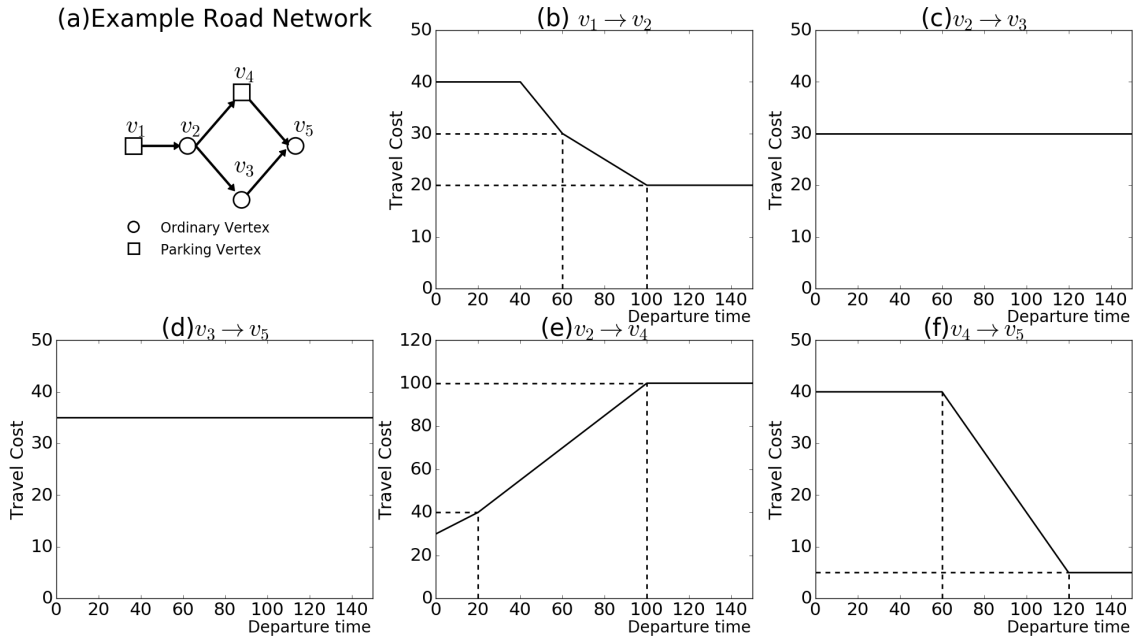 (a)Example Road Network
v₁
v₂
v₄
v₃
v₅
Ordinary Vertex
Parking Vertex
(b) v₁ → v₂
50
40
30
20
10
0
Travel Cost
0 20 40 60 80 100 120 140
Departure time
(c) v₂ → v₃
50
40
30
20
10
0
Travel Cost
0 20 40 60 80 100 120 140
Departure time
(d) v₃ → v₅
50
40
30
20
10
0
Travel Cost
0 20 40 60 80 100 120 140
Departure time
(e) v₂ → v₄
120
100
80
60
40
20
0
Travel Cost
0 20 40 60 80 100 120 140
Departure time
(f) v₄ → v₅
50
40
30
20
10
0
Travel Cost
0 20 40 60 80 100 120 140
Departure time